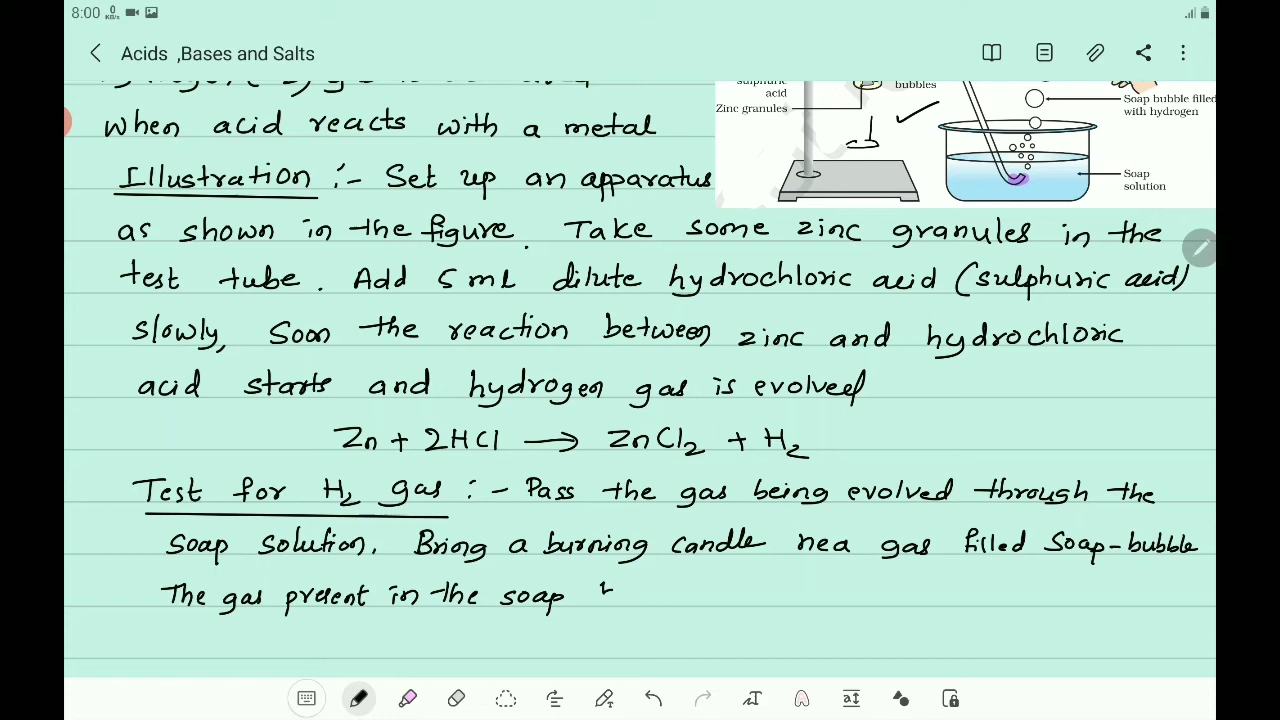 8:00 0 KB/s
Acids ,Bases and Salts
sulphuric
acid
bubbles
Zinc granules
Soap bubble filled
with hydrogen
Soap
solution
when acid reacts with a metal
Illustration :- Set up an apparatus
as shown in the figure. Take some zinc granules in the
test tube. Add 5 ml dilute hydrochloric acid (sulphuric acid)
slowly, Soon the reaction between zinc and hydrochloric
acid starts and hydrogen gas is evolved
Zn + 2HCl → ZnCl2 + H2
Test for H2 gas :- Pass the gas being evolved through the
soap solution. Bring a burning candle nea gas filled soap-bubble
The gas present in the soap